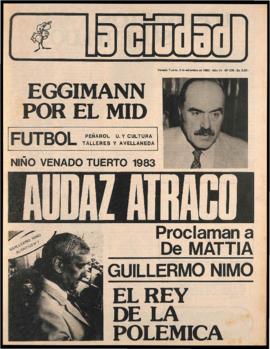 la ciudad
EGGIMANN
POR EL MID
FUTBOL
PEÑAROL U.Y CULTURA
TALLERES Y AVELLANEDA
NIÑO VENADO TUERTO 1983
AUDAZ ATRACO
Proclaman a
De MATTIA
GUILLERMO NIMO
EL REY
DE LA
POLEMICA